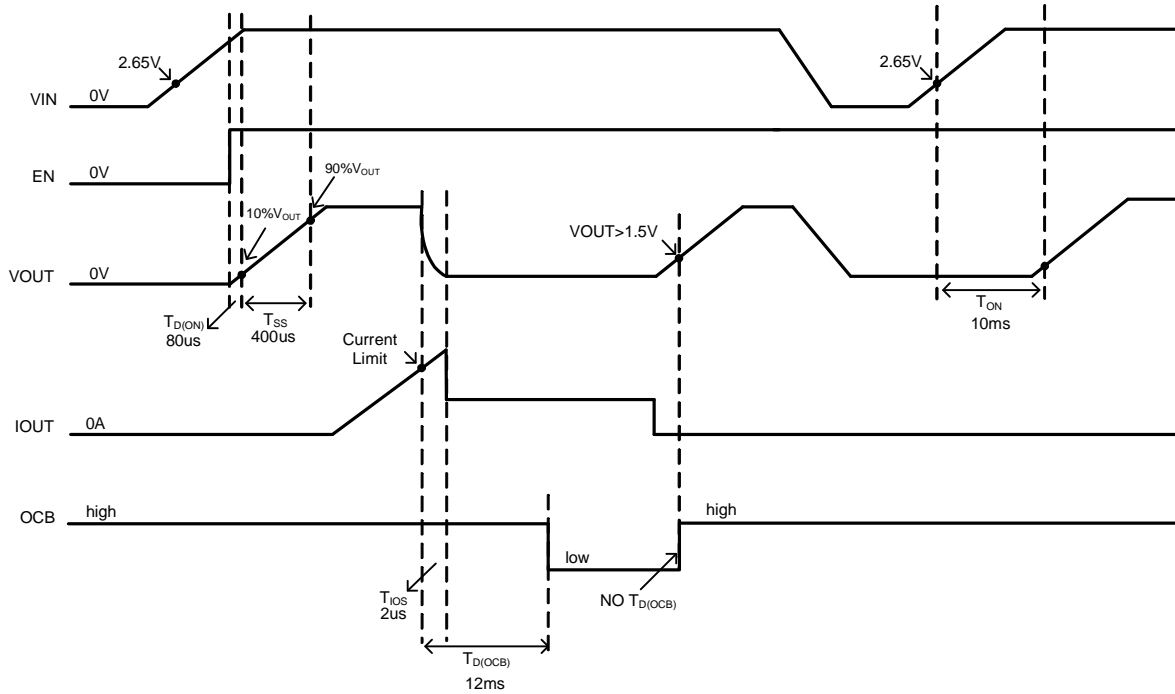 2.65V
2.65V
VIN
0V
EN
0V
90%VOUT
10%VOUT
VOUT>1.5V
VOUT
0V
TD(ON)
80us
TSS
400us
TON
10ms
Current
Limit
IOUT
0A
OCB
high
high
low
TIOS
2us
NO TD(OCB)
TD(OCB)
12ms